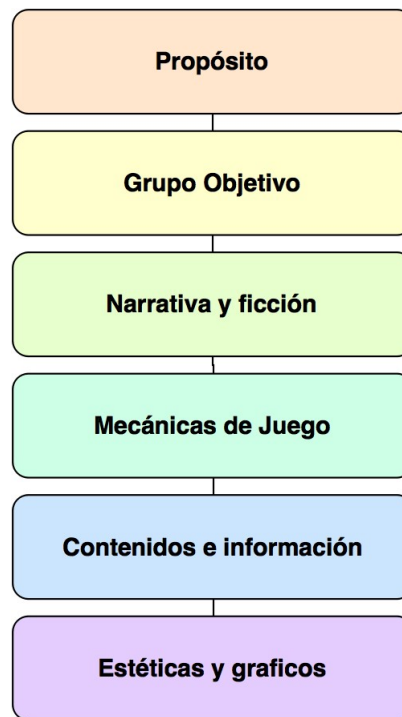 Propósito
Grupo Objetivo
Narrativa y ficción
Mecánicas de Juego
Contenidos e información
Estéticas y graficos